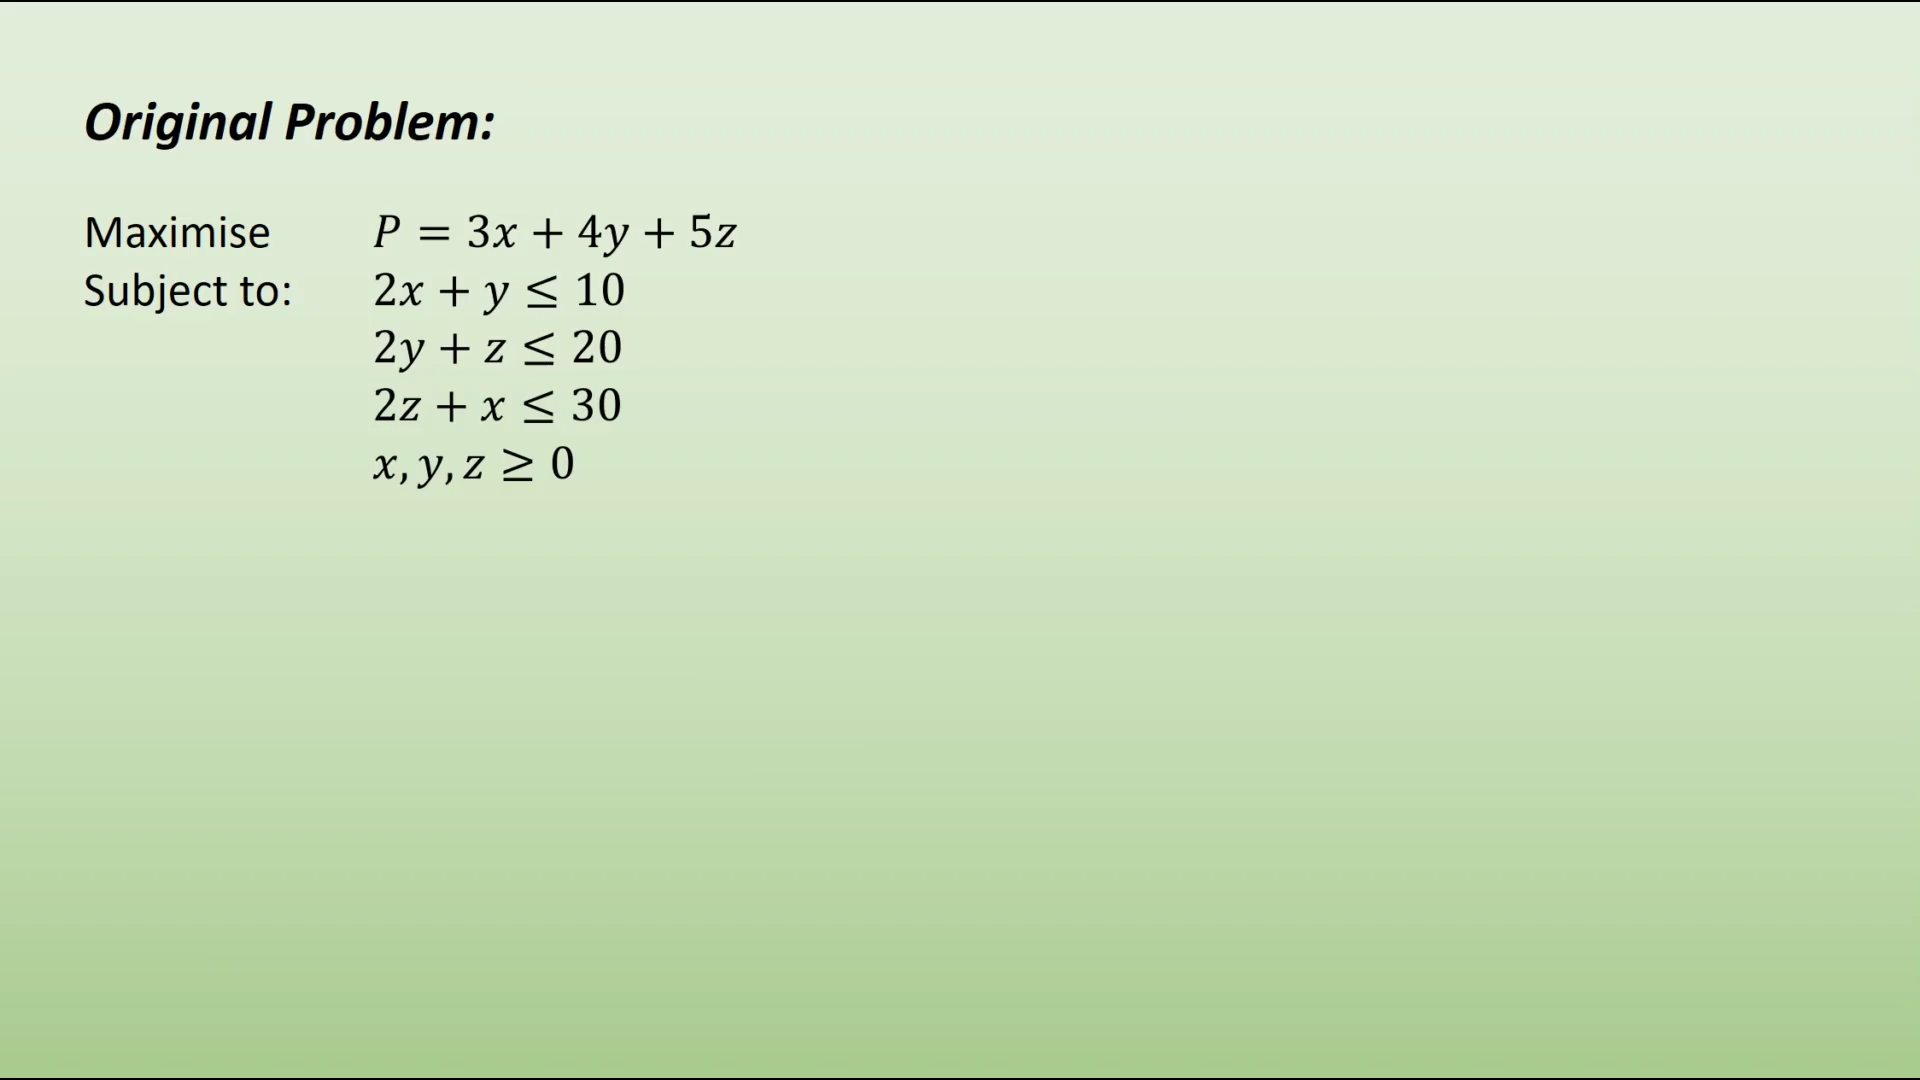 Original Problem:
Maximise P = 3x + 4y + 5z
Subject to: 2x + y ≤ 10
2y + z ≤ 20
2z + x ≤ 30
x, y, z ≥ 0